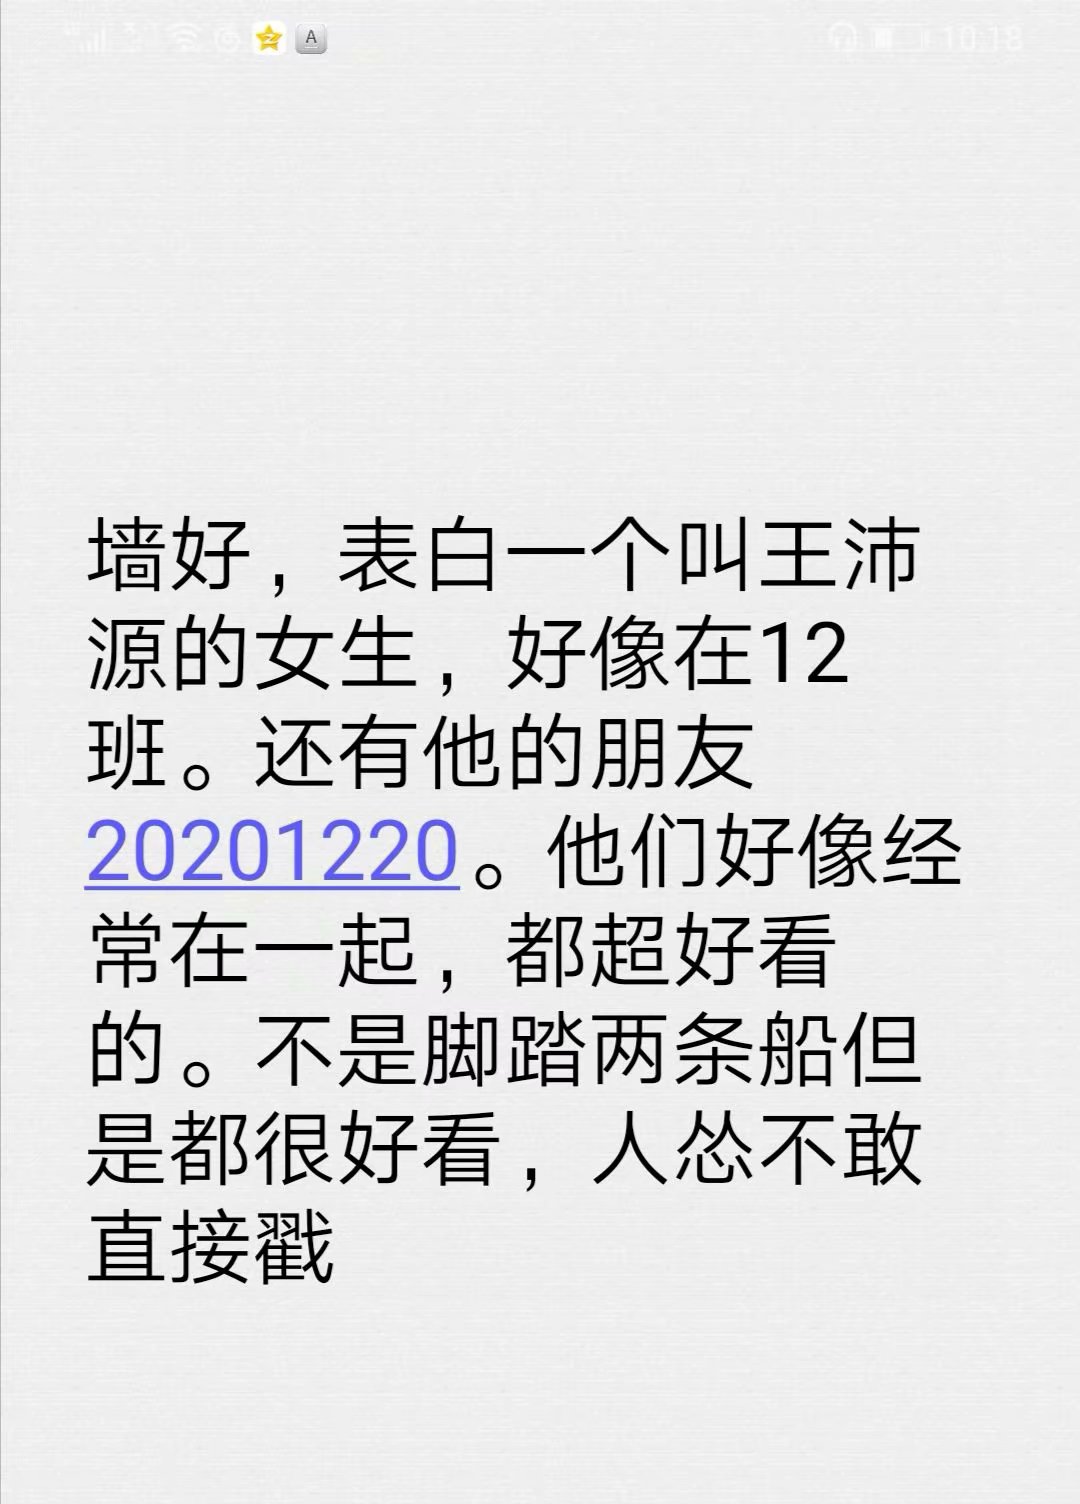 A
10:18
墙好，表白一个叫王沛
源的女生，好像在12
班。还有他的朋友
20201220。他们好像经
常在一起，都超好看
的。不是脚踏两条船但
是都很好看，人怂不敢
直接戳